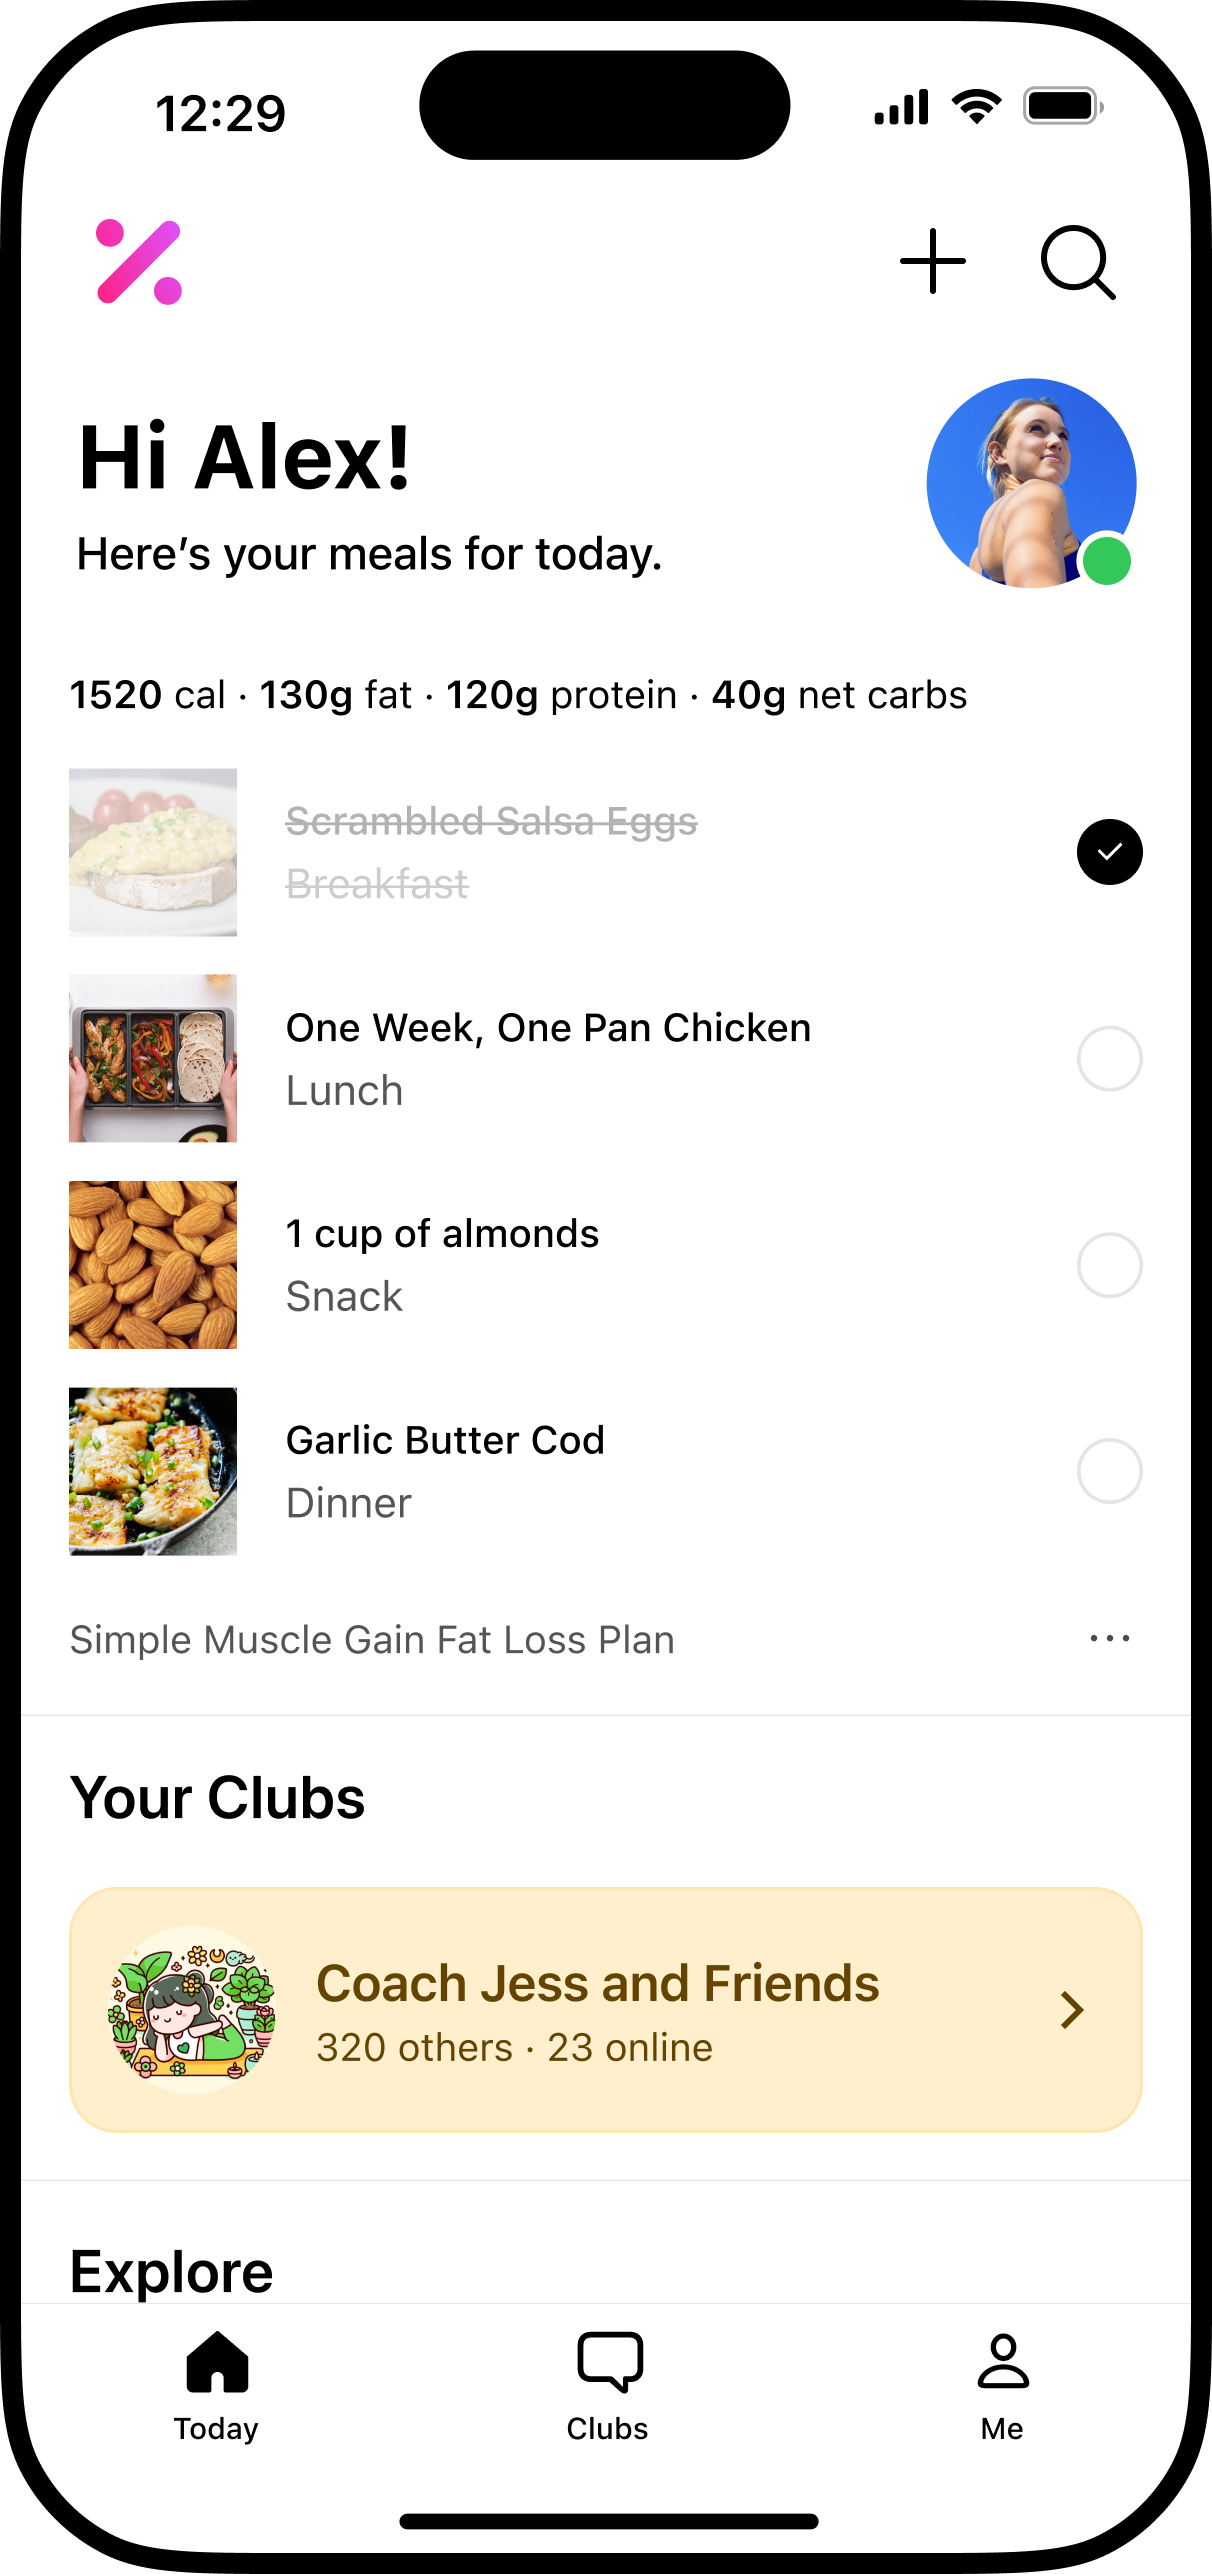 12:29
Hi Alex!
Here’s your meals for today.
1520 cal · 130g fat · 120g protein · 40g net carbs
Scrambled Salsa Eggs
Breakfast
One Week, One Pan Chicken
Lunch
1 cup of almonds
Snack
Garlic Butter Cod
Dinner
Simple Muscle Gain Fat Loss Plan
Your Clubs
Coach Jess and Friends
320 others · 23 online
Explore
Today
Clubs
Me